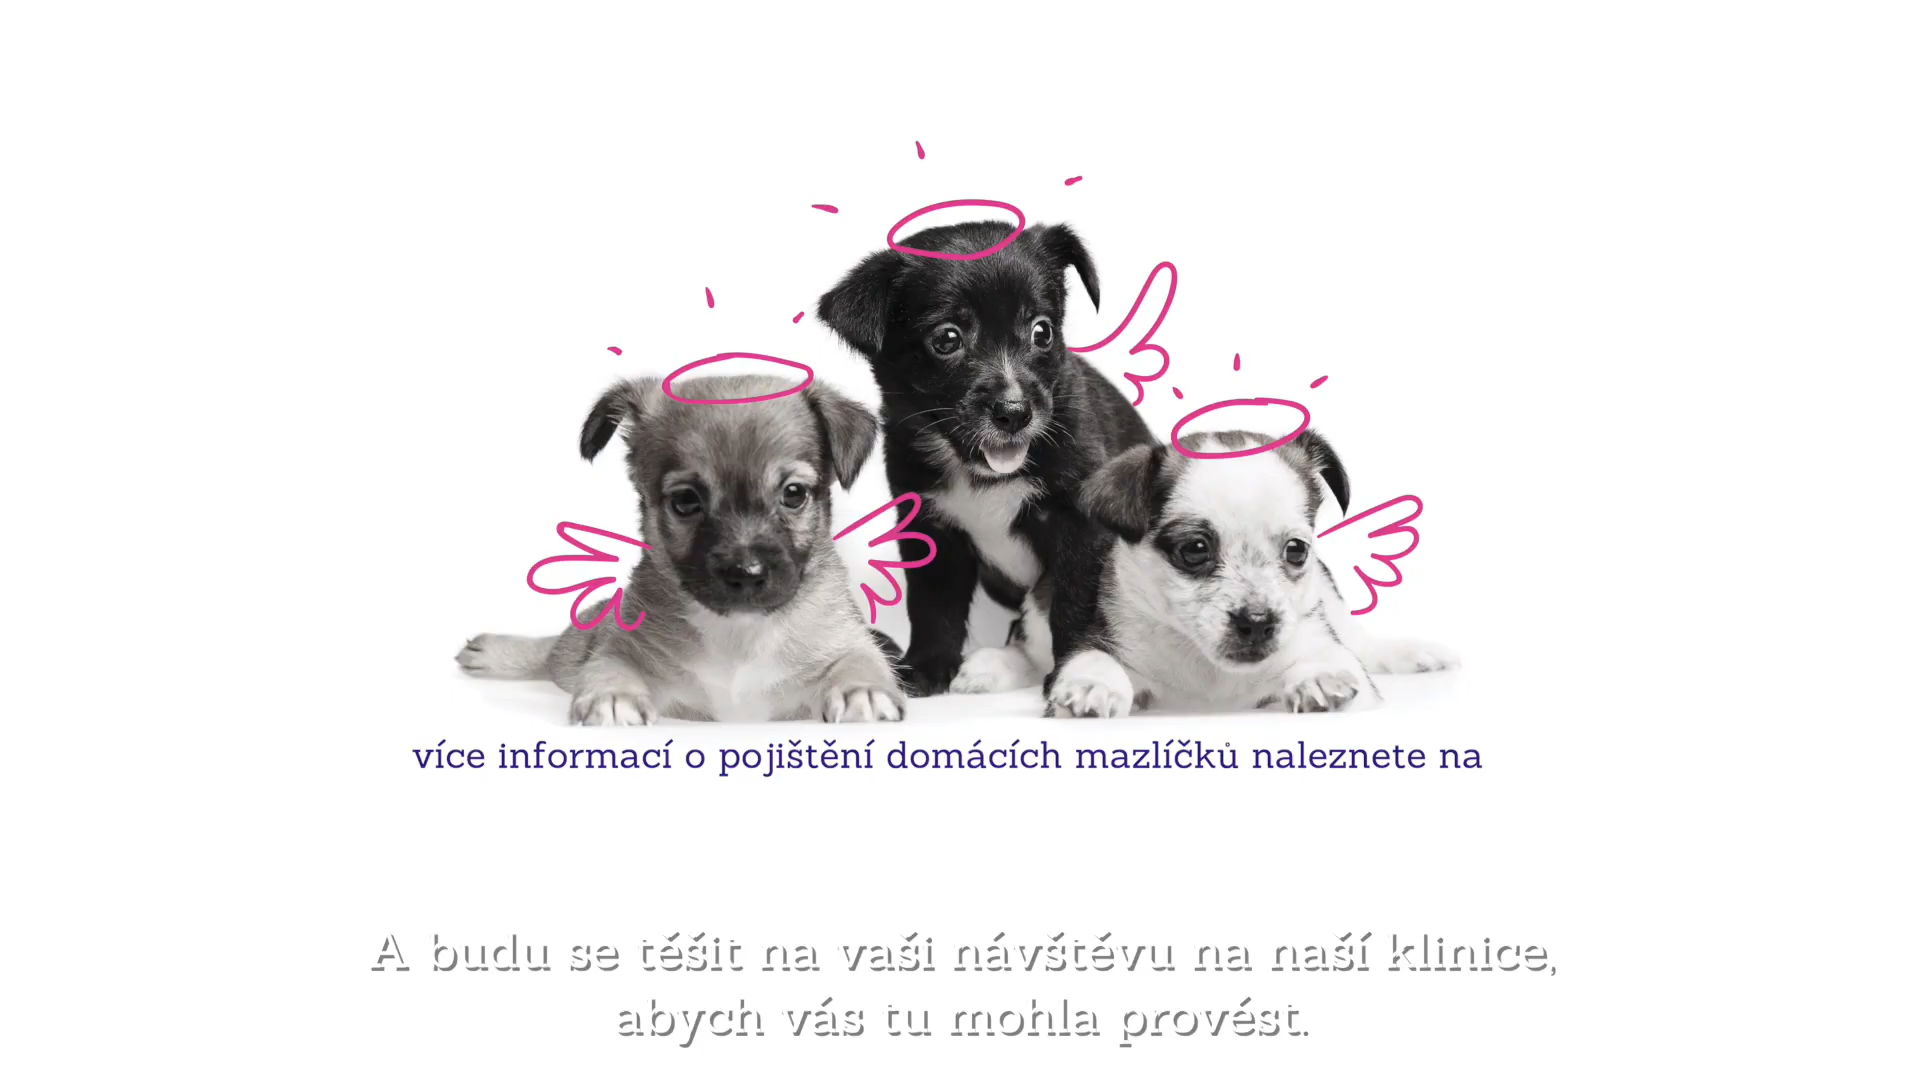 více informací o pojištění domácích mazlíčků naleznete na
A budu se těšit na vaši návštěvu na naší klinice,
abych vás tu mohla provést.